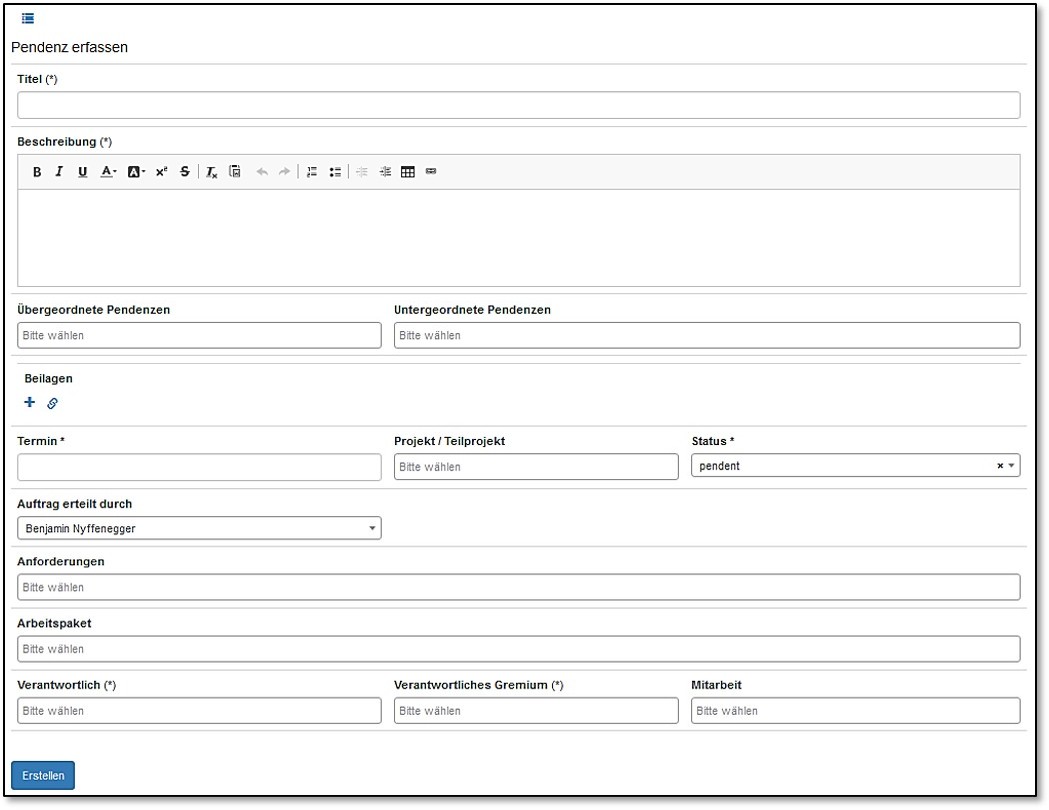 Pendenz erfassen
Titel (*)
Beschreibung (*)
B I U A A x² S Tx
Übergeordnete Pendenzen Untergeordnete Pendenzen
Bitte wählen Bitte wählen
Beilagen
Termin * Projekt / Teilprojekt Status *
Bitte wählen pendent
Auftrag erteilt durch
Benjamin Nyffenegger
Anforderungen
Bitte wählen
Arbeitspaket
Bitte wählen
Verantwortlich (*) Verantwortliches Gremium (*) Mitarbeit
Bitte wählen Bitte wählen Bitte wählen
Erstellen